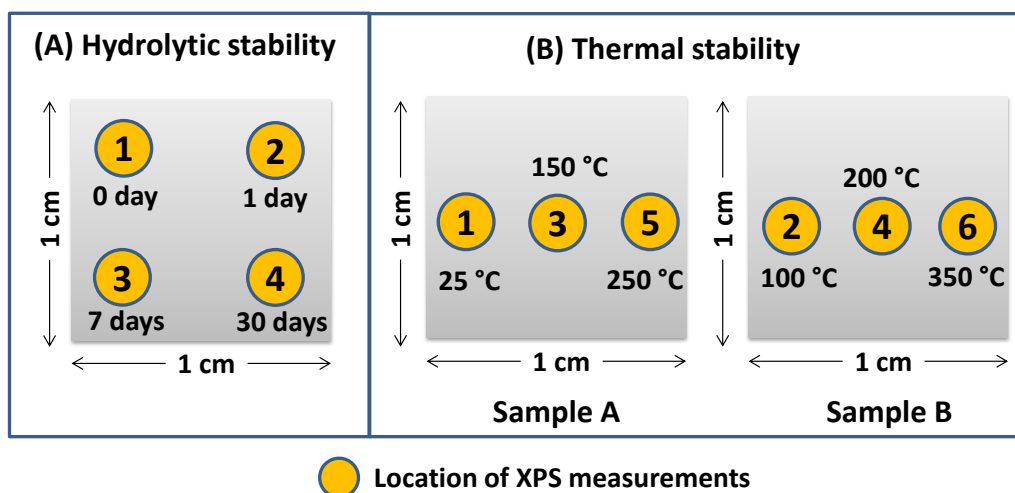 (A) Hydrolytic stability
1 cm
1
0 day
2
1 day
3
7 days
4
30 days
1 cm
(B) Thermal stability
1 cm
150 °C
1
3
5
25 °C
250 °C
1 cm
Sample A
1 cm
200 °C
2
4
6
100 °C
350 °C
1 cm
Sample B
Location of XPS measurements